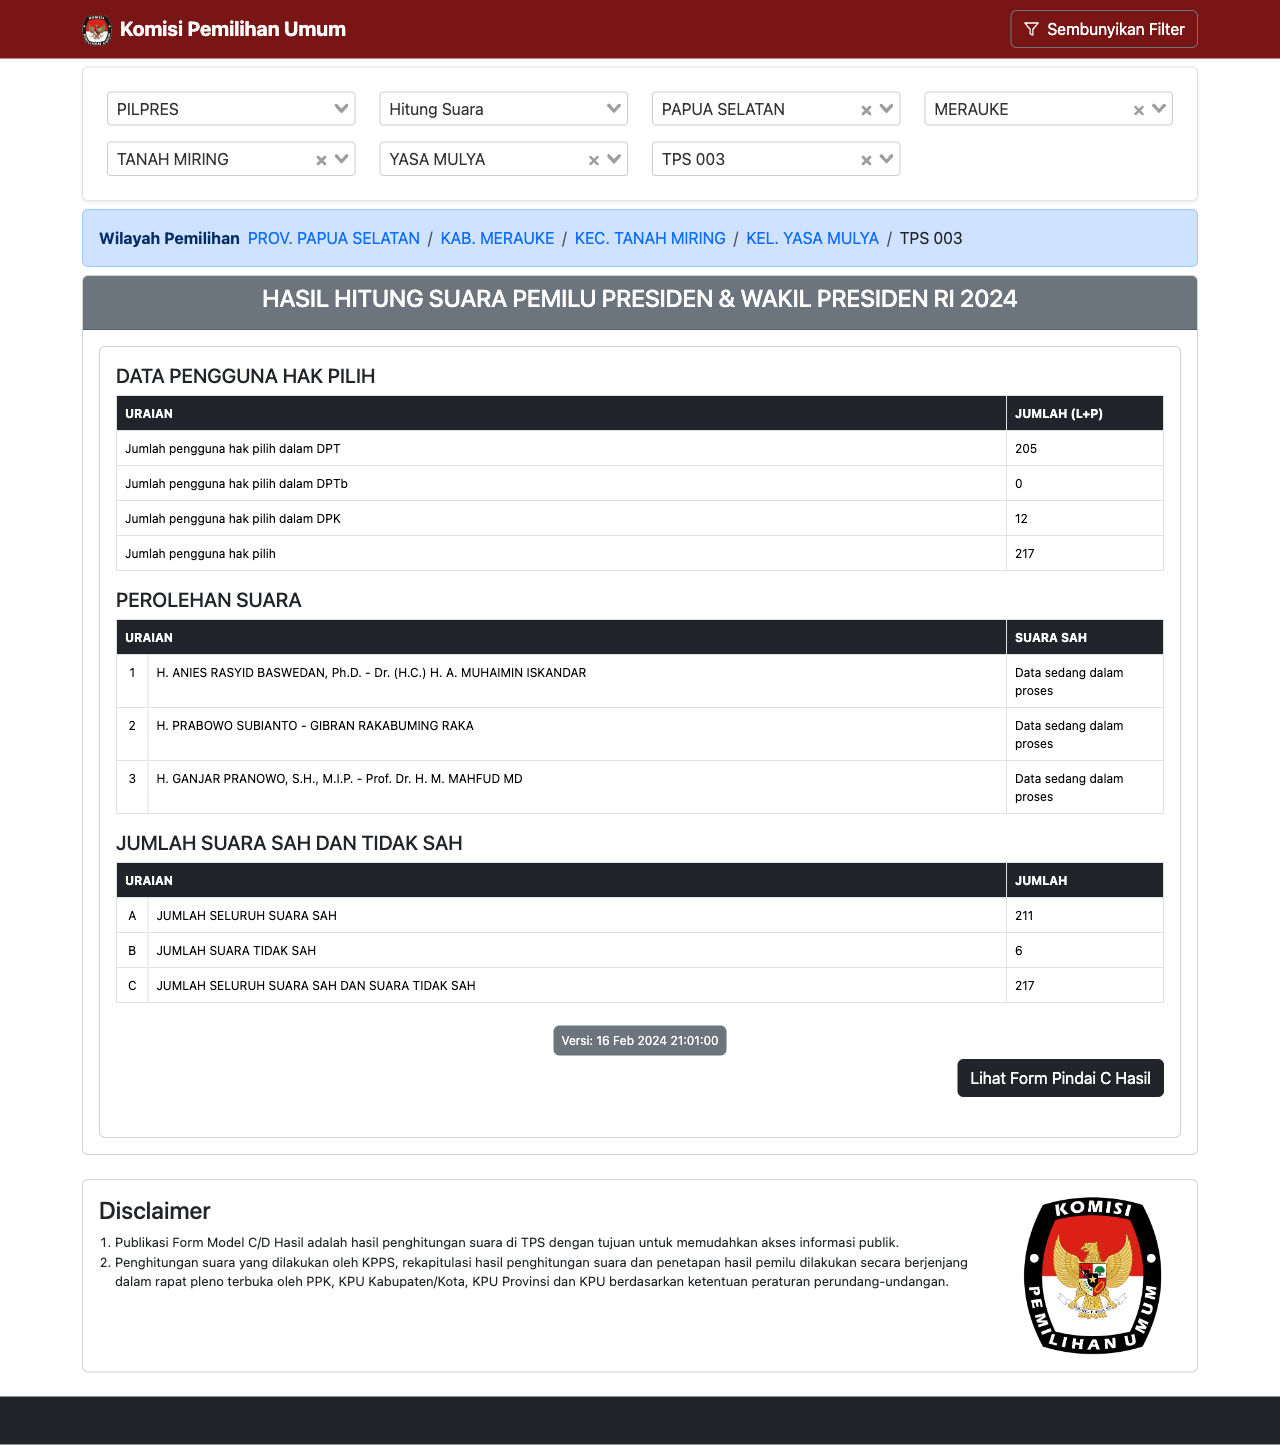 Komisi Pemilihan Umum
Sembunyikan Filter
PILPRES
Hitung Suara
PAPUA SELATAN
MERAUKE
TANAH MIRING
YASA MULYA
TPS 003
Wilayah Pemilihan PROV. PAPUA SELATAN / KAB. MERAUKE / KEC. TANAH MIRING / KEL. YASA MULYA / TPS 003
HASIL HITUNG SUARA PEMILU PRESIDEN & WAKIL PRESIDEN RI 2024
DATA PENGGUNA HAK PILIH
URAIAN JUMLAH (L+P)
Jumlah pengguna hak pilih dalam DPT 205
Jumlah pengguna hak pilih dalam DPTb 0
Jumlah pengguna hak pilih dalam DPK 12
Jumlah pengguna hak pilih 217
PEROLEHAN SUARA
URAIAN SUARA SAH
1 H. ANIES RASYID BASWEDAN, Ph.D. - Dr. (H.C.) H. A. MUHAIMIN ISKANDAR Data sedang dalam
proses
2 H. PRABOWO SUBIANTO - GIBRAN RAKABUMING RAKA Data sedang dalam
proses
3 H. GANJAR PRANOWO, S.H., M.I.P. - Prof. Dr. H. M. MAHFUD MD Data sedang dalam
proses
JUMLAH SUARA SAH DAN TIDAK SAH
URAIAN JUMLAH
A JUMLAH SELURUH SUARA SAH 211
B JUMLAH SUARA TIDAK SAH 6
C JUMLAH SELURUH SUARA SAH DAN SUARA TIDAK SAH 217
Versi: 16 Feb 2024 21:01:00
Lihat Form Pindai C Hasil
Disclaimer
1. Publikasi Form Model C/D Hasil adalah hasil penghitungan suara di TPS dengan tujuan untuk memudahkan akses informasi publik.
2. Penghitungan suara yang dilakukan oleh KPPS, rekapitulasi hasil penghitungan suara dan penetapan hasil pemilu dilakukan secara berjenjang
dalam rapat pleno terbuka oleh PPK, KPU Kabupaten/Kota, KPU Provinsi dan KPU berdasarkan ketentuan peraturan perundang-undangan.
KOMISI
PEMILIHAN UMUM